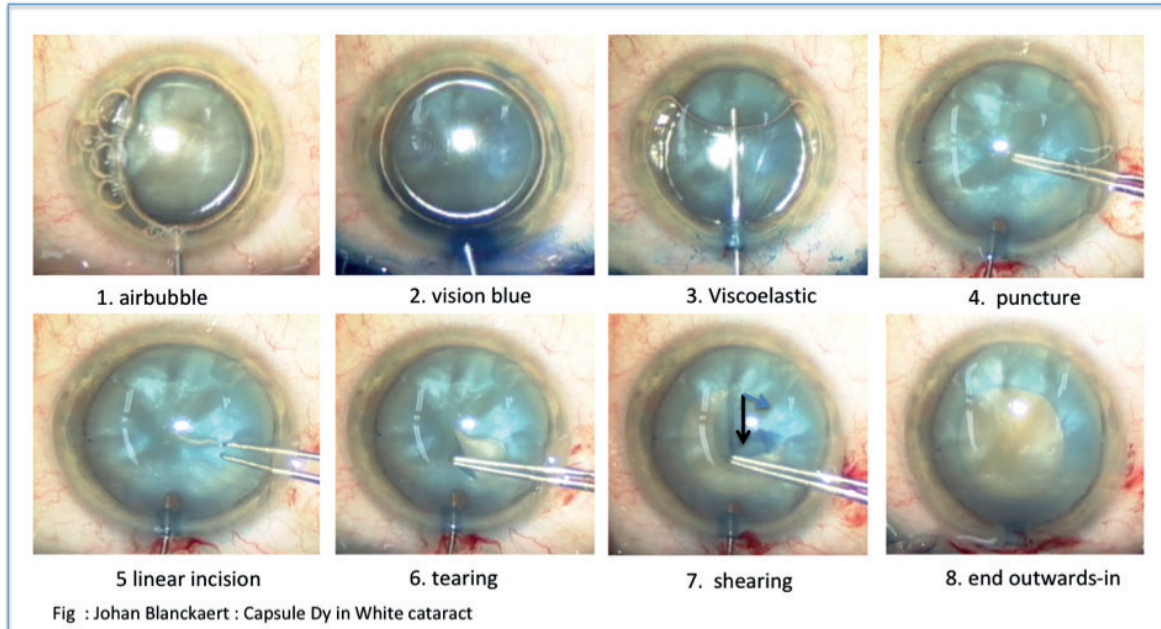 1. airbubble
2. vision blue
3. Viscoelastic
4. puncture
5 linear incision
6. tearing
7. shearing
8. end outwards-in
Fig : Johan Blanckaert : Capsule Dy in White cataract